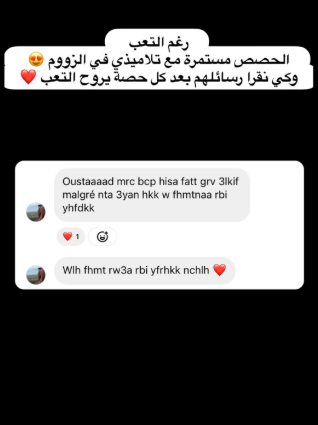 رغم التعب
الحصص مستمرة مع تلاميذي في الزووم 😍
وكي نقرا رسائلهم بعد كل حصة يروح التعب ❤️
Oustaaaad mrc bcp hisa fatt grv 3lkif
malgré nta 3yan hkk w fhmtnaa rbi
yhfdkk
❤️ 1
Wlh fhmt rw3a rbi yfrhkk nchlh ❤️